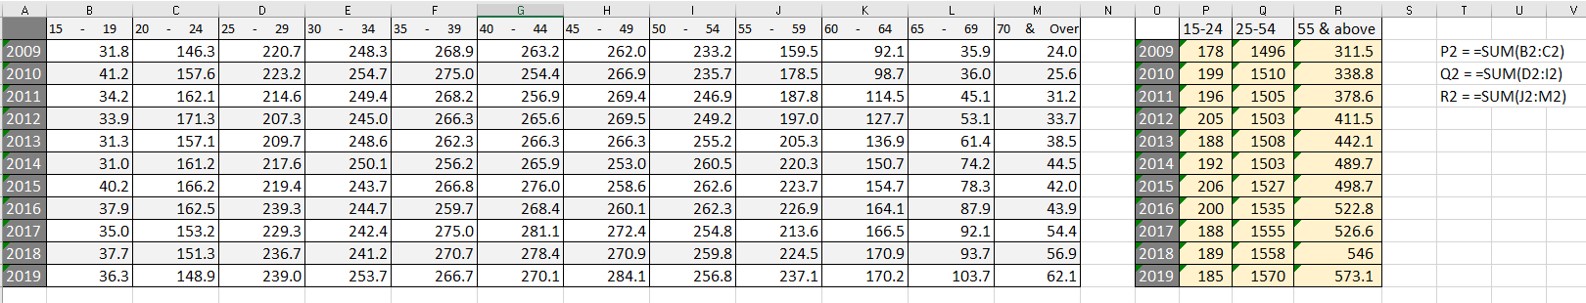 A B C D E F G H I J K L M N O P Q R S T U V
15 - 19 20 - 24 25 - 29 30 - 34 35 - 39 40 - 44 45 - 49 50 - 54 55 - 59 60 - 64 65 - 69 70 & Over 15-24 25-54 55 & above
2009 31.8 146.3 220.7 248.3 268.9 263.2 262.0 233.2 159.5 92.1 35.9 24.0 2009 178 1496 311.5 P2 = =SUM(B2:C2)
2010 41.2 157.6 223.2 254.7 275.0 254.4 266.9 235.7 178.5 98.7 36.0 25.6 2010 199 1510 338.8 Q2 = =SUM(D2:I2)
2011 34.2 162.1 214.6 249.4 268.2 256.9 269.4 246.9 187.8 114.5 45.1 31.2 2011 196 1505 378.6 R2 = =SUM(J2:M2)
2012 33.9 171.3 207.3 245.0 266.3 265.6 269.5 249.2 197.0 127.7 53.1 33.7 2012 205 1503 411.5
2013 31.3 157.1 209.7 248.6 262.3 266.3 266.3 255.2 205.3 136.9 61.4 38.5 2013 188 1508 442.1
2014 31.0 161.2 217.6 250.1 256.2 265.9 253.0 260.5 220.3 150.7 74.2 44.5 2014 192 1503 489.7
2015 40.2 166.2 219.4 243.7 266.8 276.0 258.6 262.6 223.7 154.7 78.3 42.0 2015 206 1527 498.7
2016 37.9 162.5 239.3 244.7 259.7 268.4 260.1 262.3 226.9 164.1 87.9 43.9 2016 200 1535 522.8
2017 35.0 153.2 229.3 242.4 275.0 281.1 272.4 254.8 213.6 166.5 92.1 54.4 2017 188 1555 526.6
2018 37.7 151.3 236.7 241.2 270.7 278.4 270.9 259.8 224.5 170.9 93.7 56.9 2018 189 1558 546
2019 36.3 148.9 239.0 253.7 266.7 270.1 284.1 256.8 237.1 170.2 103.7 62.1 2019 185 1570 573.1